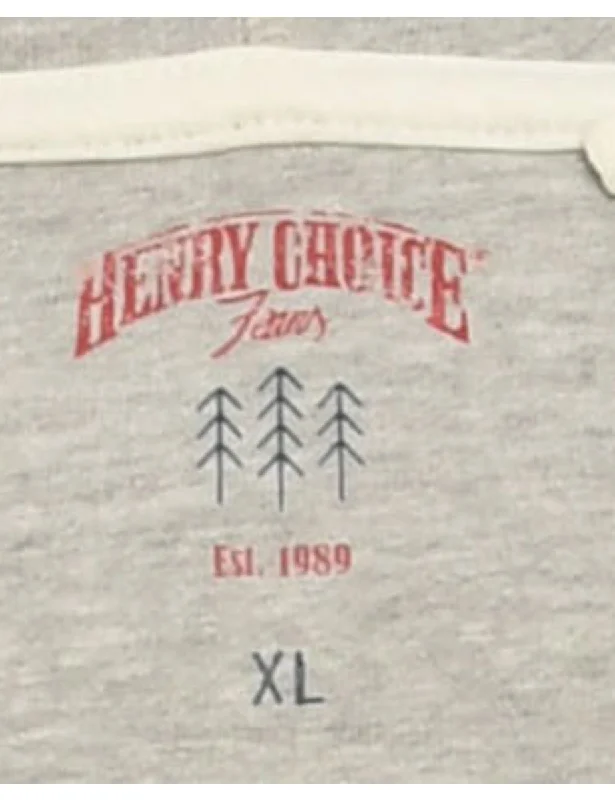 HENRY CHOICE
Jeans
Est. 1989
XL